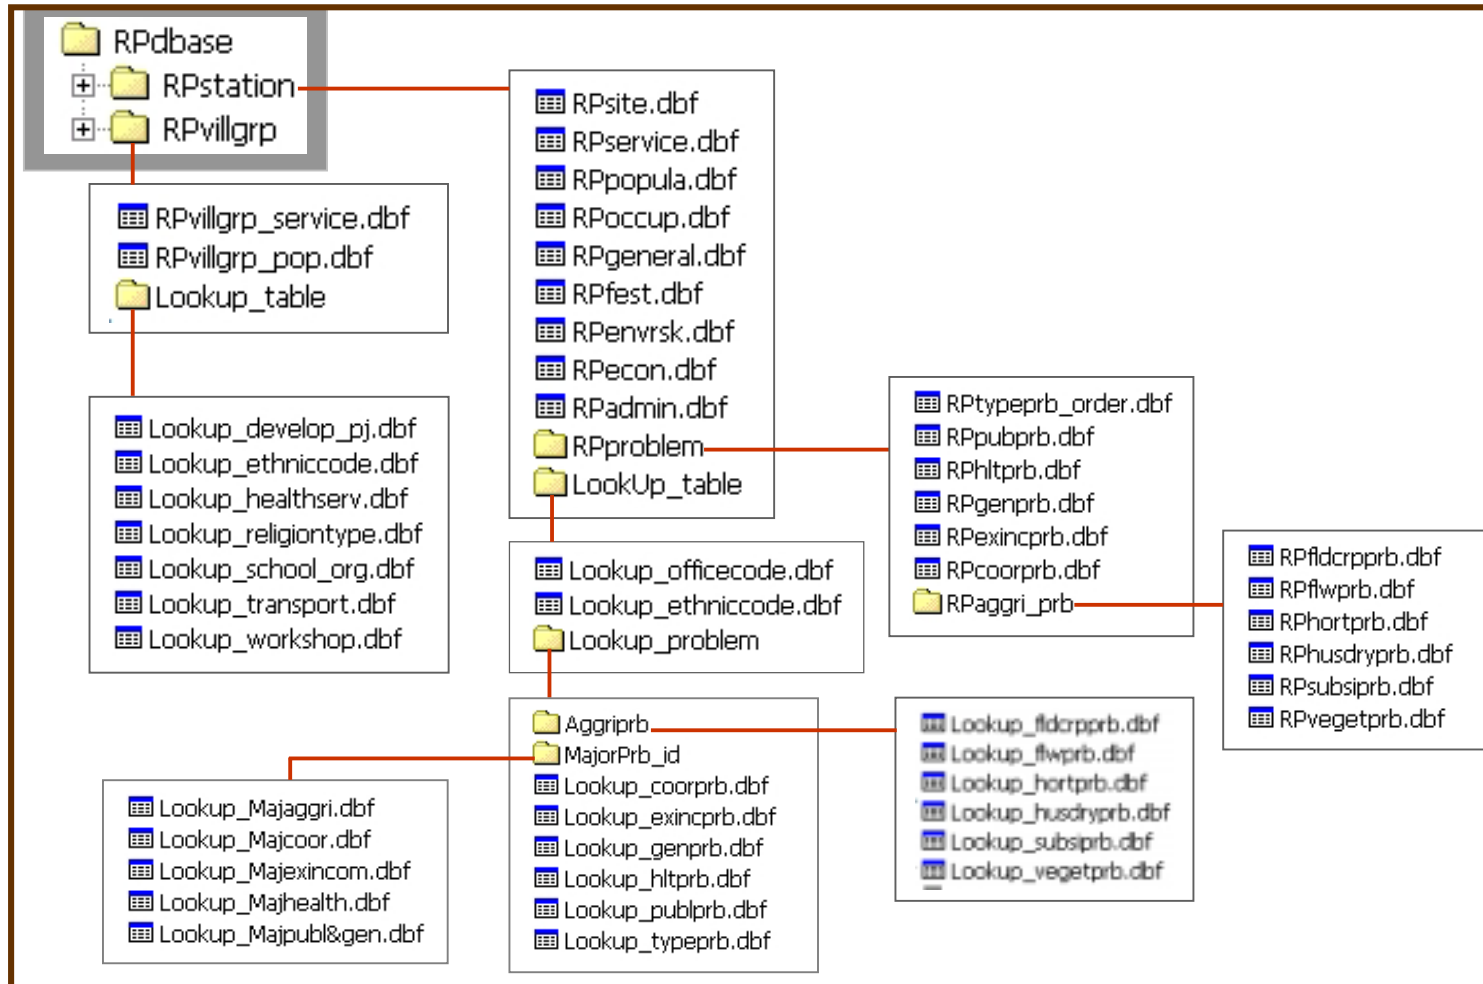 RPdbase
RPstation
RPvillgrp
RPvillgrp_service.dbf
RPvillgrp_pop.dbf
Lookup_table
Lookup_develop_pj.dbf
Lookup_ethniccode.dbf
Lookup_healthserv.dbf
Lookup_religiontype.dbf
Lookup_school_org.dbf
Lookup_transport.dbf
Lookup_workshop.dbf
RPsite.dbf
RPservice.dbf
RPpopula.dbf
RPoccup.dbf
RPgeneral.dbf
RPfest.dbf
RPenvrsk.dbf
RPecon.dbf
RPadmin.dbf
RPproblem
LookUp_table
Lookup_officecode.dbf
Lookup_ethniccode.dbf
Lookup_problem
RPtypeprb_order.dbf
RPpubprb.dbf
RPhltprb.dbf
RPgenprb.dbf
RPexincprb.dbf
RPcoorprb.dbf
RPaggri_prb
RPfldcrpprb.dbf
RPflwprb.dbf
RPhortprb.dbf
RPhusdryprb.dbf
RPsubsiprb.dbf
RPvegetprb.dbf
Aggriprb
MajorPrb_id
Lookup_coorprb.dbf
Lookup_exincprb.dbf
Lookup_genprb.dbf
Lookup_hltprb.dbf
Lookup_publprb.dbf
Lookup_typeprb.dbf
Lookup_fldcrpprb.dbf
Lookup_flwprb.dbf
Lookup_hortprb.dbf
Lookup_husdryprb.dbf
Lookup_subsiprb.dbf
Lookup_vegetprb.dbf
Lookup_Majaggri.dbf
Lookup_Majcoor.dbf
Lookup_Majexincom.dbf
Lookup_Majhealth.dbf
Lookup_Majpubl&gen.dbf